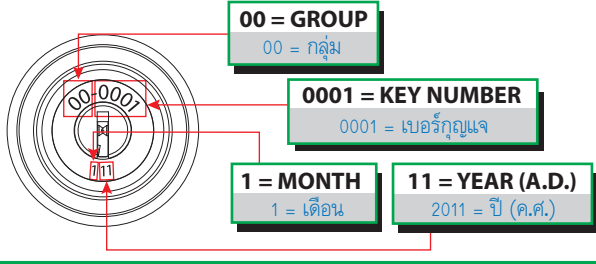 00 = GROUP
00 = กลุ่ม
00-0001
0001 = KEY NUMBER
0001 = เบอร์กุญแจ
1 11
1 = MONTH
1 = เดือน
11 = YEAR (A.D.)
2011 = ปี (ค.ศ.)